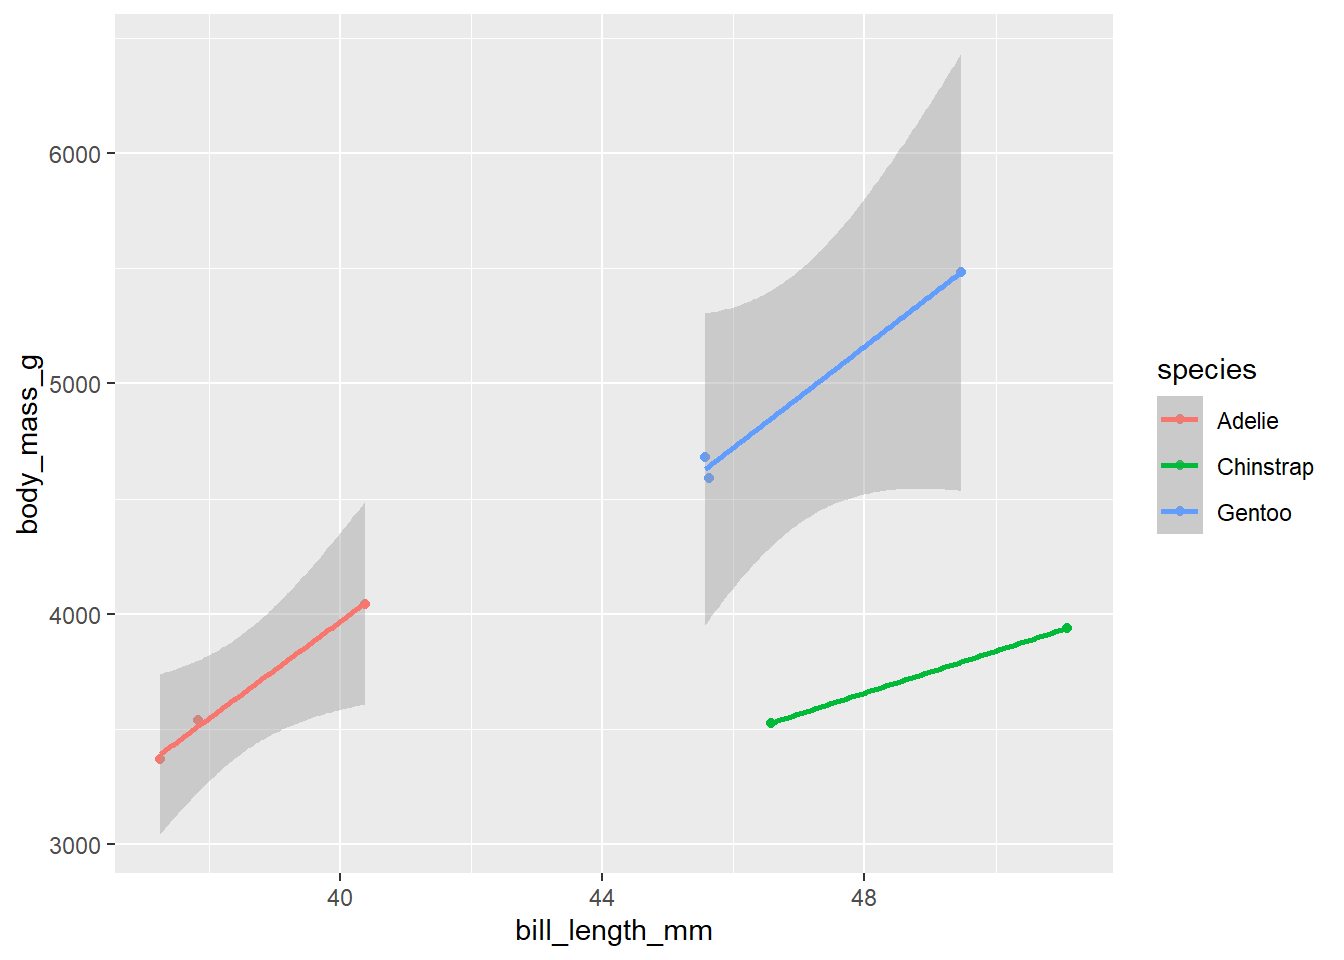 body_mass_g
6000
5000
4000
3000
40
44
48
bill_length_mm
species
Adelie
Chinstrap
Gentoo